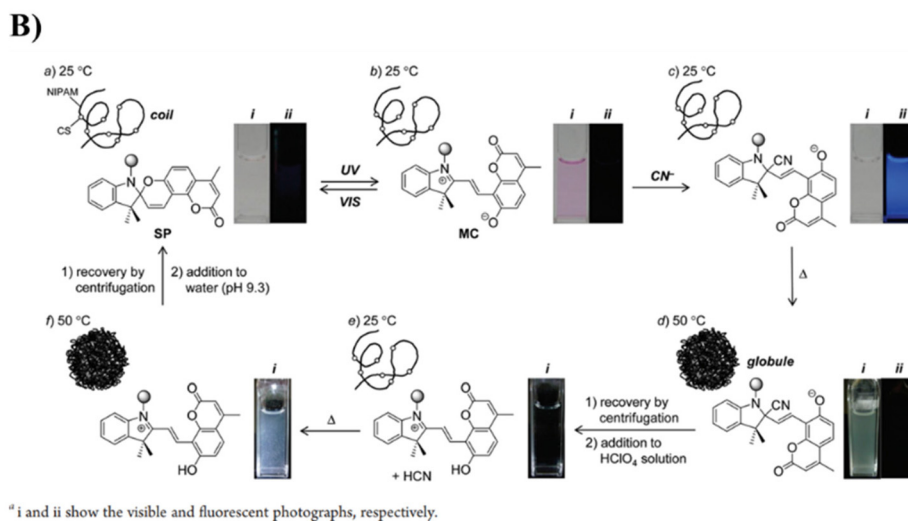 B)
a) 25 °C
NIPAM
CS
coil
i ii
N
O
O
O
SP
UV
VIS
b) 25 °C
i ii
N
+
O
O
O
⊖
MC
CN⁻
c) 25 °C
i ii
N
CN
O
⊖
O
O
Δ
1) recovery by centrifugation
2) addition to water (pH 9.3)
f) 50 °C
i
N
+
O
O
HO
Δ
e) 25 °C
i
N
+
O
O
HO
+ HCN
1) recovery by centrifugation
2) addition to HClO₄ solution
d) 50 °C
globule
i ii
N
CN
O
⊖
O
O
ᵃ i and ii show the visible and fluorescent photographs, respectively.